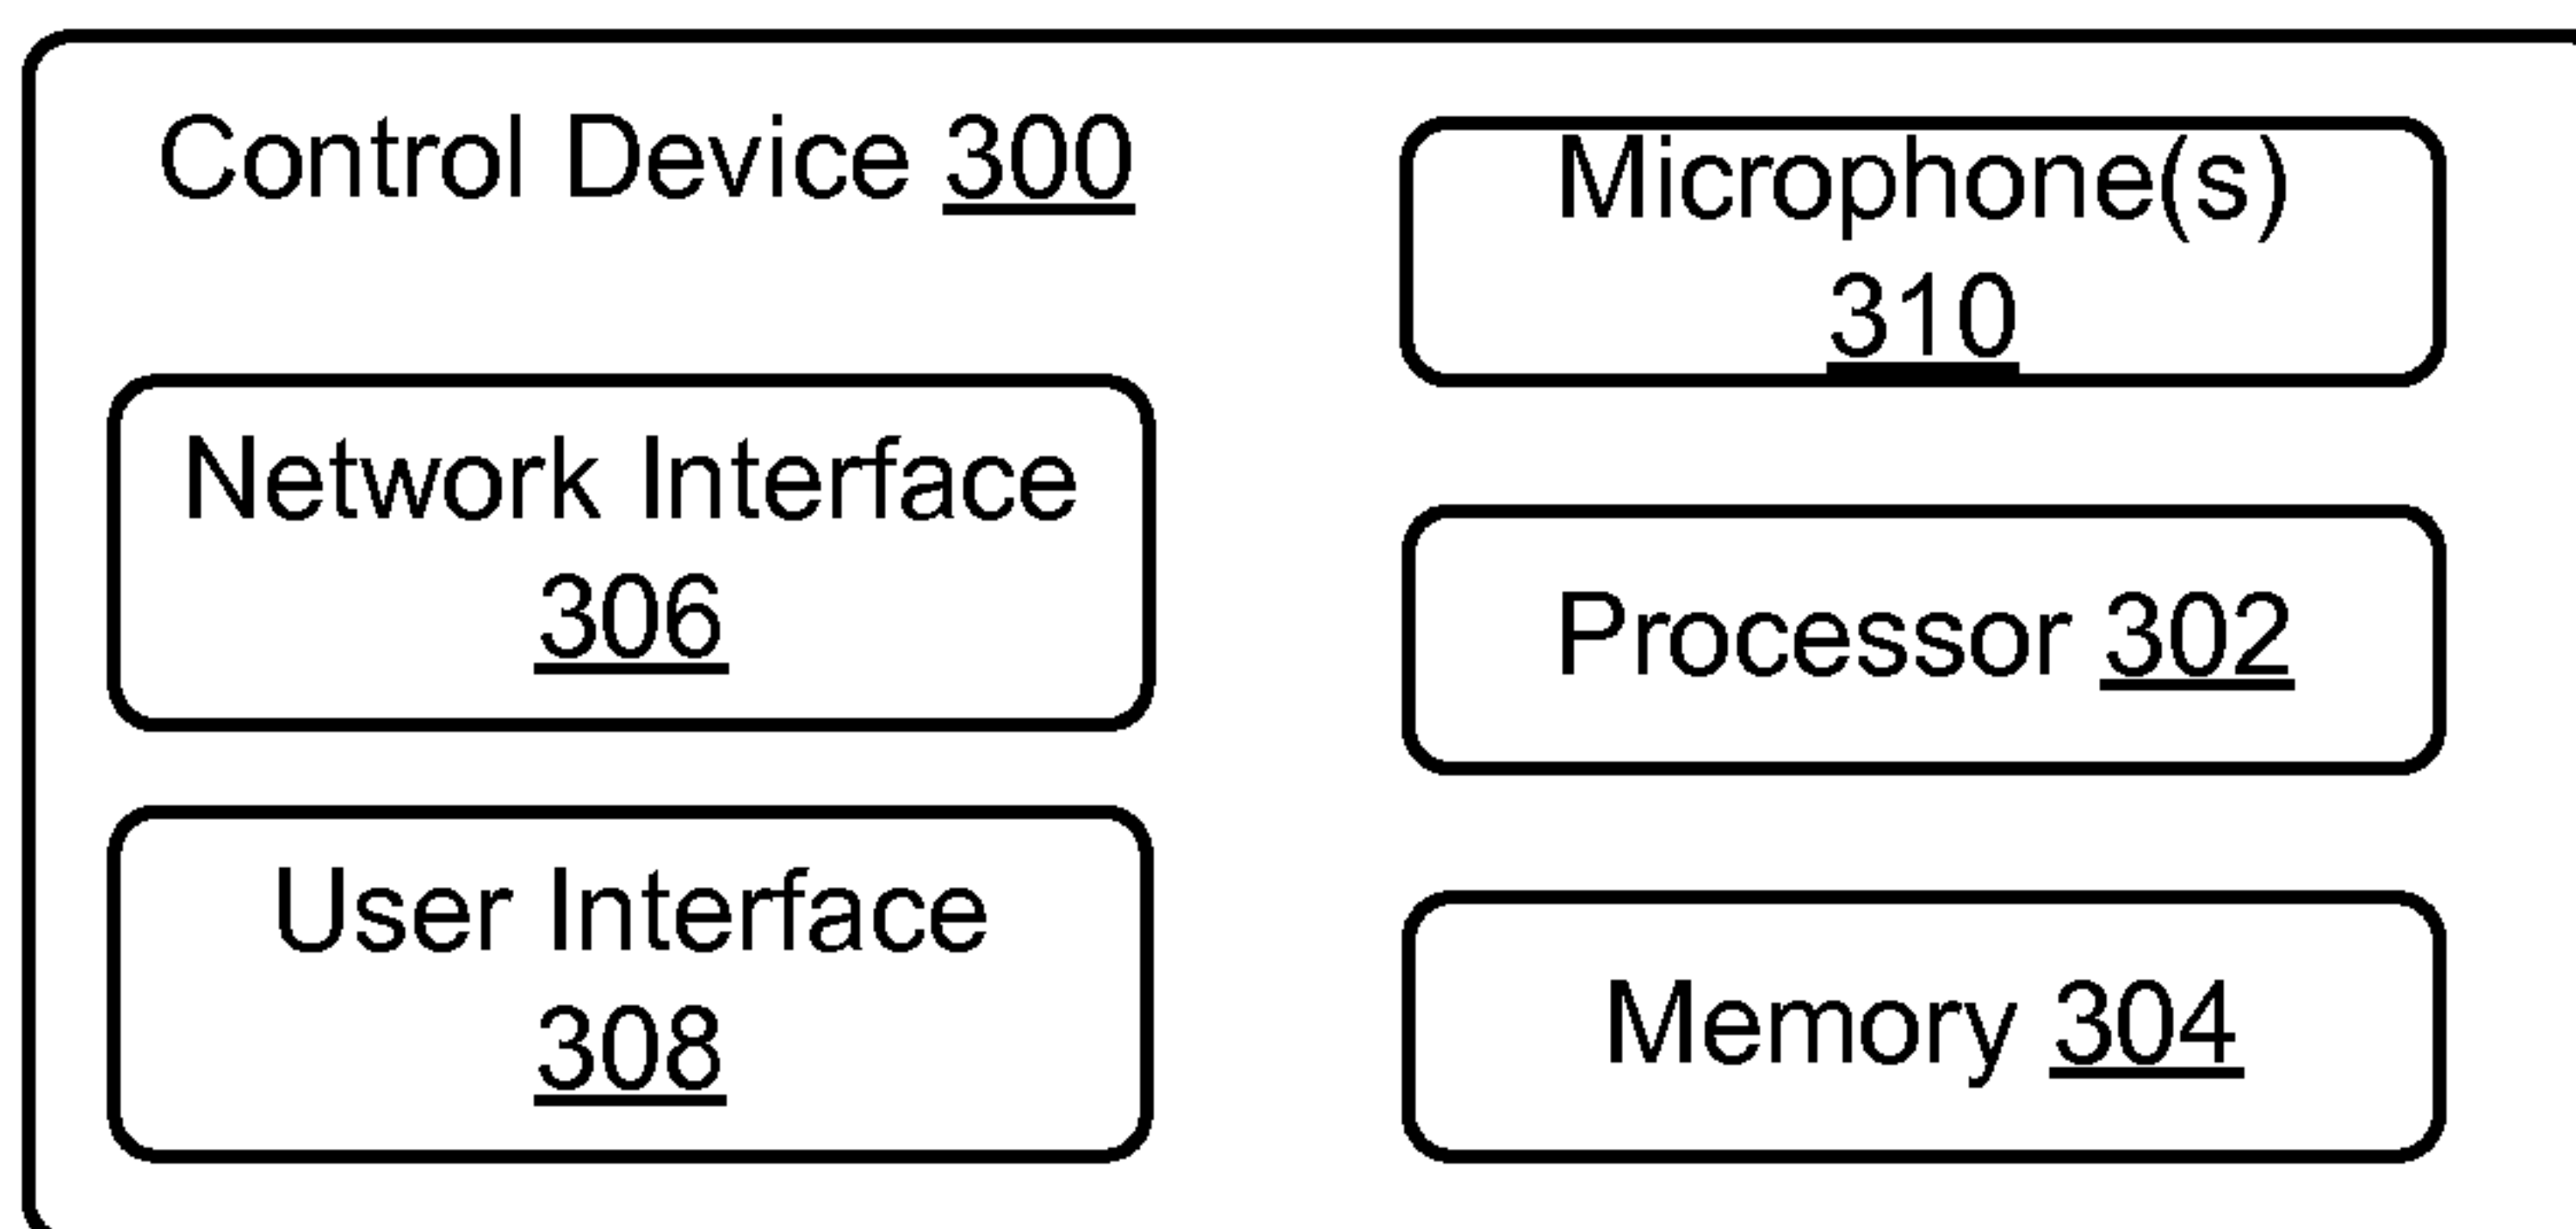 Control Device 300
Microphone(s)
310
Network Interface
306
Processor 302
User Interface
308
Memory 304